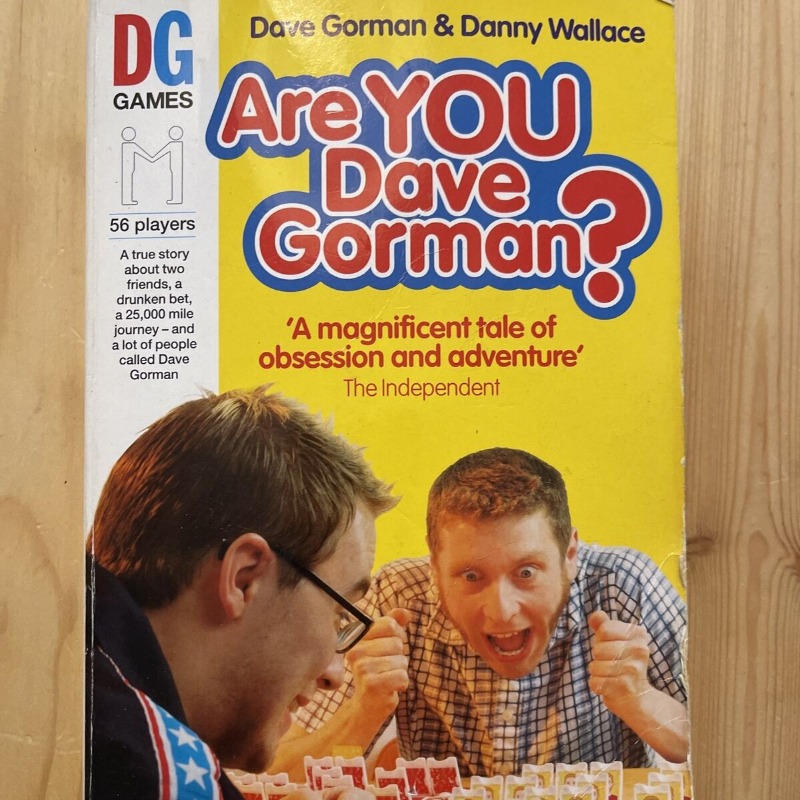 Dave Gorman & Danny Wallace
DG
GAMES
56 players
A true story
about two
friends, a
drunken bet,
a 25,000 mile
journey – and
a lot of people
called Dave
Gorman
Are YOU
Dave
Gorman?
'A magnificent tale of
obsession and adventure'
The Independent